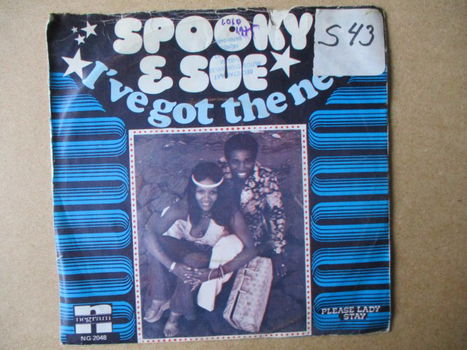 SPOOKY
& SUE
S 43
I've got the ne
PLEASE LADY
STAY
n
negram
NG 2048